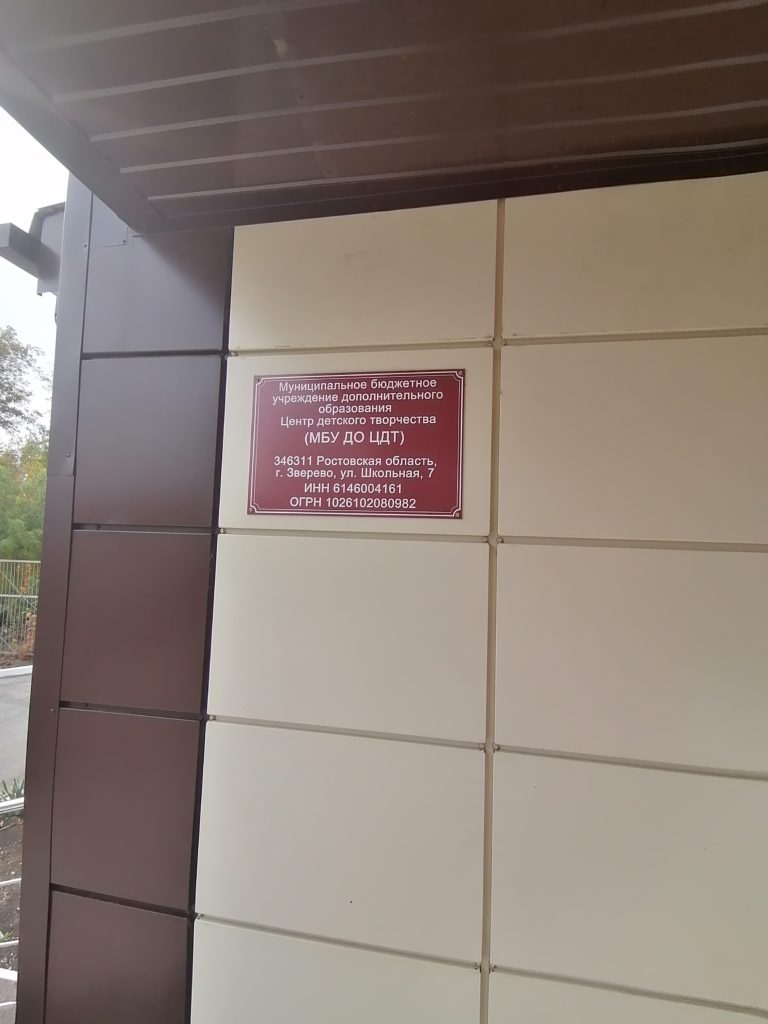 Муниципальное бюджетное
учреждение дополнительного
образования
Центр детского творчества
(МБУ ДО ЦДТ)
346311 Ростовская область,
г. Зверево, ул. Школьная, 7
ИНН 6146004161
ОГРН 1026102080982